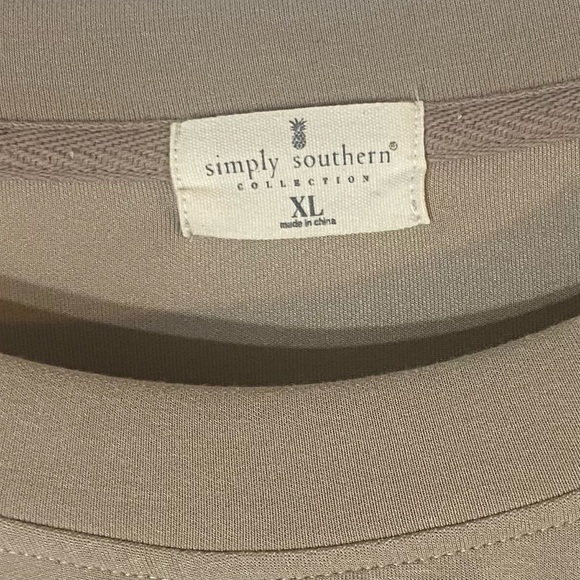 simply southern®
COLLECTION
XL
made in china